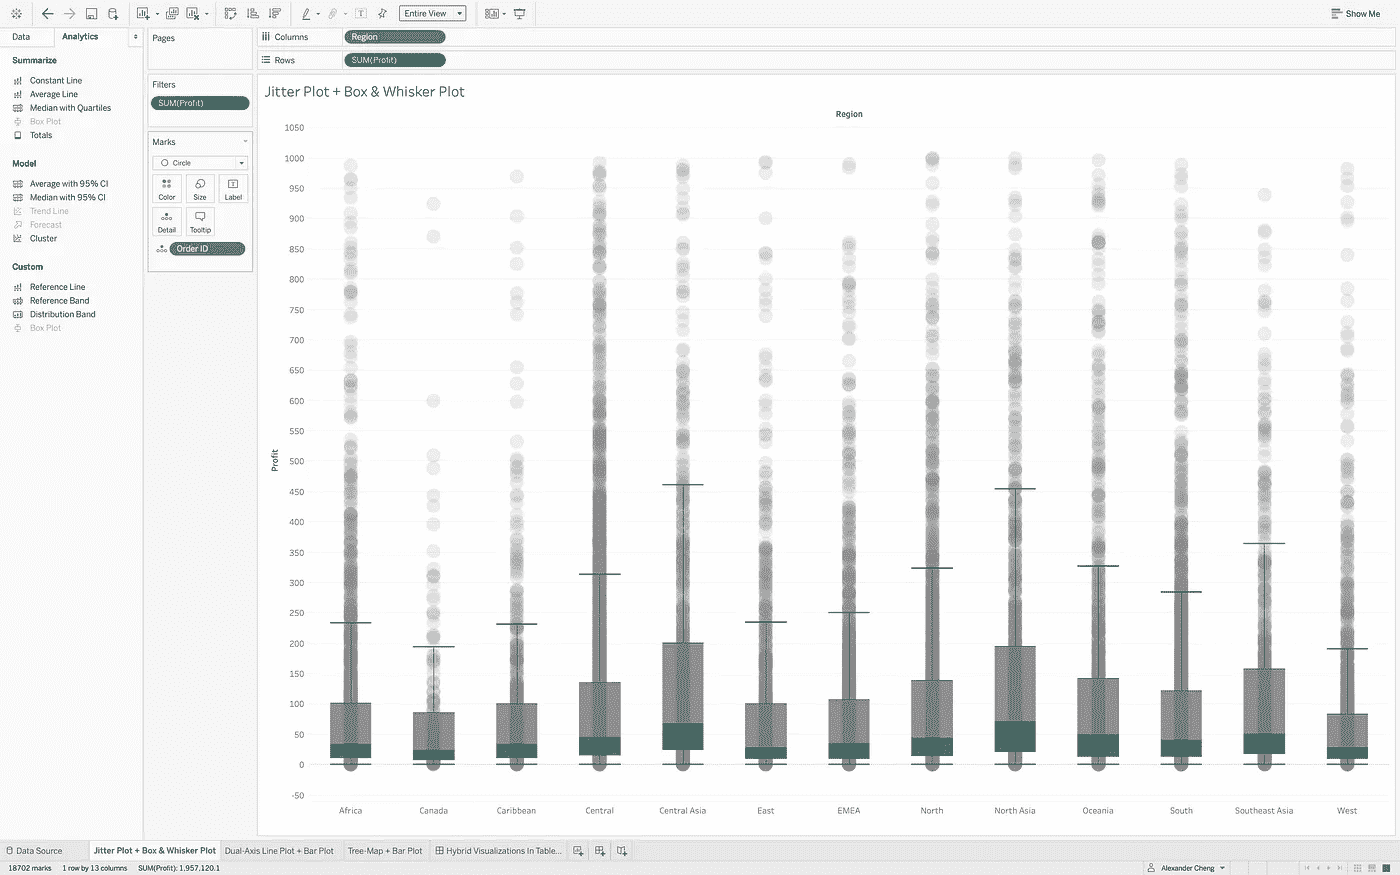 Entire View
Show Me
Data
Analytics
Pages
Columns
Region
Rows
SUM(Profit)
Summarize
Constant Line
Average Line
Median with Quartiles
Box Plot
Totals
Model
Average with 95% CI
Median with 95% CI
Trend Line
Forecast
Cluster
Custom
Reference Line
Reference Band
Distribution Band
Box Plot
Filters
SUM(Profit)
Marks
Circle
Color
Size
Label
Detail
Tooltip
Order ID
Jitter Plot + Box & Whisker Plot
Region
1050
1000
950
900
850
800
750
700
650
600
550
500
450
400
350
300
250
200
150
100
50
0
-50
Profit
Africa
Canada
Caribbean
Central
Central Asia
East
EMEA
North
North Asia
Oceania
South
Southeast Asia
West
Data Source
Jitter Plot + Box & Whisker Plot
Dual-Axis Line Plot + Bar Plot
Tree-Map + Bar Plot
Hybrid Visualizations In Table...
18702 marks
1 row by 13 columns
SUM(Profit): 1,957,120.1
Alexander Cheng